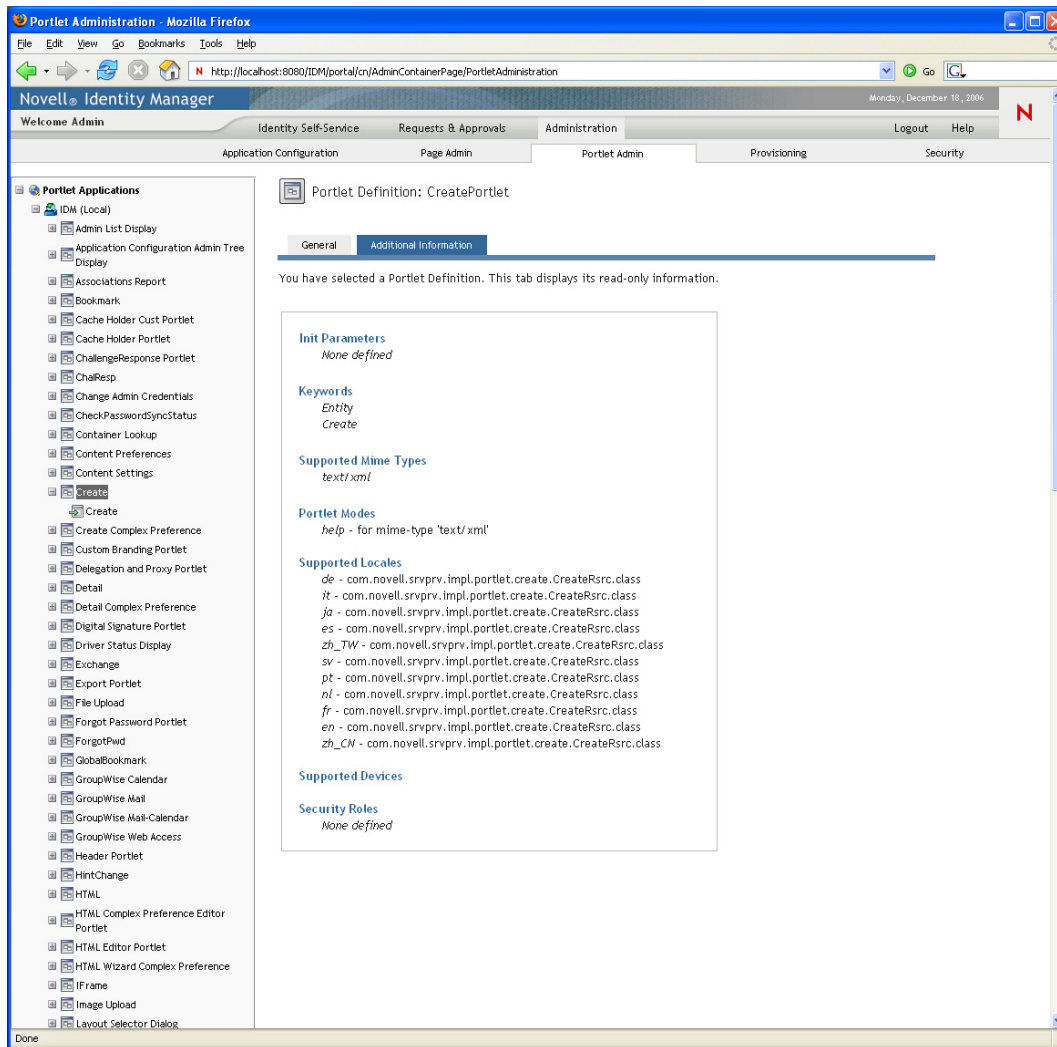 Portlet Administration - Mozilla Firefox
File Edit View Go Bookmarks Tools Help
N http://localhost:8080/IDM/portal/cn/AdminContainerPage/PortletAdministration Go G
Novell® Identity Manager
Monday, December 18, 2006
N
Welcome Admin
Identity Self-Service Requests & Approvals Administration Logout Help
Application Configuration Page Admin Portlet Admin Provisioning Security
Portlet Applications
IDM (Local)
Admin List Display
Application Configuration Admin Tree
Display
Associations Report
Bookmark
Cache Holder Cust Portlet
Cache Holder Portlet
ChallengeResponse Portlet
ChalResp
Change Admin Credentials
CheckPasswordSyncStatus
Container Lookup
Content Preferences
Content Settings
Create
Create
Create Complex Preference
Custom Branding Portlet
Delegation and Proxy Portlet
Detail
Detail Complex Preference
Digital Signature Portlet
Driver Status Display
Exchange
Export Portlet
File Upload
Forgot Password Portlet
ForgotPwd
GlobalBookmark
GroupWise Calendar
GroupWise Mail
GroupWise Mail-Calendar
GroupWise Web Access
Header Portlet
HintChange
HTML
HTML Complex Preference Editor
Portlet
HTML Editor Portlet
HTML Wizard Complex Preference
IFrame
Image Upload
Layout Selector Dialog
Portlet Definition: CreatePortlet
General Additional Information
You have selected a Portlet Definition. This tab displays its read-only information.
Init Parameters
None defined
Keywords
Entity
Create
Supported Mime Types
text/xml
Portlet Modes
help - for mime-type 'text/xml'
Supported Locales
de - com.novell.srvprv.impl.portlet.create.CreateRsrc.class
it - com.novell.srvprv.impl.portlet.create.CreateRsrc.class
ja - com.novell.srvprv.impl.portlet.create.CreateRsrc.class
es - com.novell.srvprv.impl.portlet.create.CreateRsrc.class
zh_TW - com.novell.srvprv.impl.portlet.create.CreateRsrc.class
sv - com.novell.srvprv.impl.portlet.create.CreateRsrc.class
pt - com.novell.srvprv.impl.portlet.create.CreateRsrc.class
nl - com.novell.srvprv.impl.portlet.create.CreateRsrc.class
fr - com.novell.srvprv.impl.portlet.create.CreateRsrc.class
en - com.novell.srvprv.impl.portlet.create.CreateRsrc.class
zh_CN - com.novell.srvprv.impl.portlet.create.CreateRsrc.class
Supported Devices
Security Roles
None defined
Done